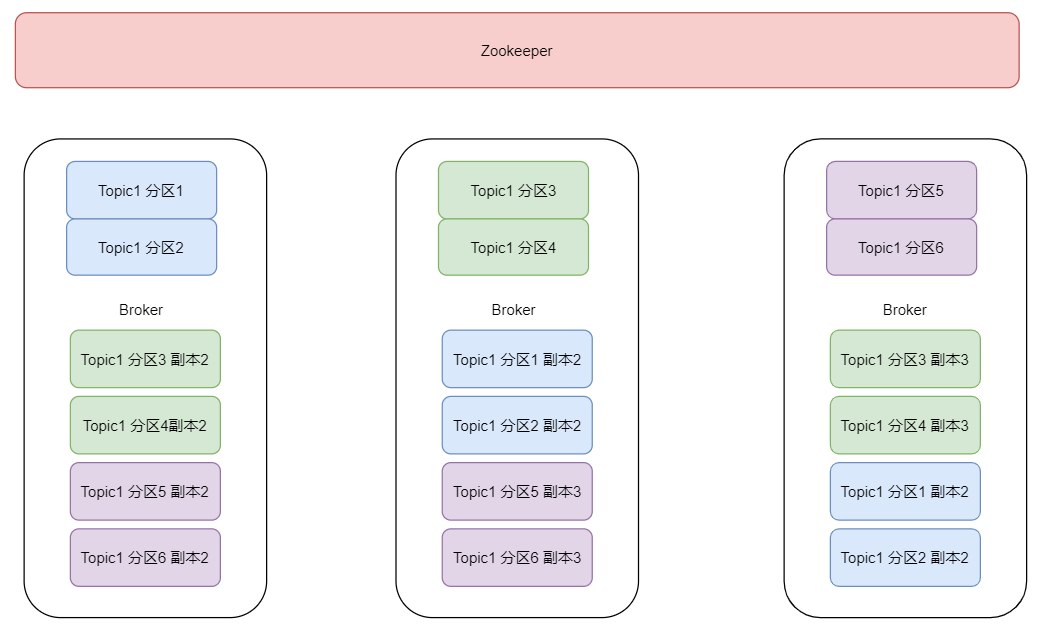 Zookeeper
Topic1 分区1
Topic1 分区2
Broker
Topic1 分区3 副本2
Topic1 分区4副本2
Topic1 分区5 副本2
Topic1 分区6 副本2
Topic1 分区3
Topic1 分区4
Broker
Topic1 分区1 副本2
Topic1 分区2 副本2
Topic1 分区5 副本3
Topic1 分区6 副本3
Topic1 分区5
Topic1 分区6
Broker
Topic1 分区3 副本3
Topic1 分区4 副本3
Topic1 分区1 副本2
Topic1 分区2 副本2